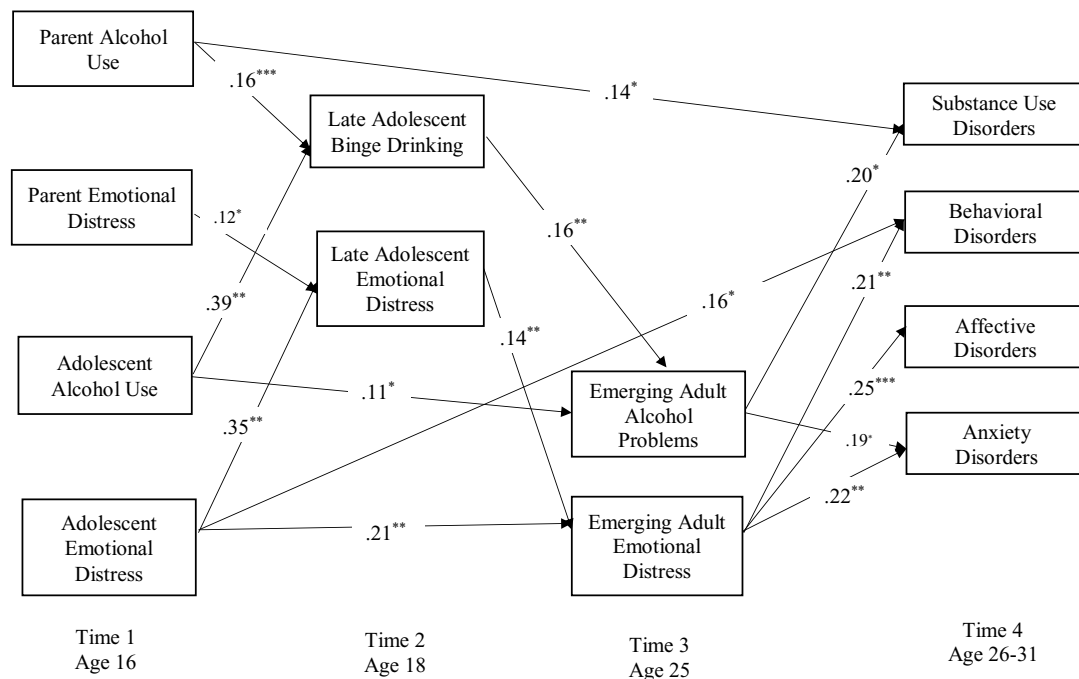 Parent Alcohol
Use
.16***
.14*
Substance Use
Disorders
Late Adolescent
Binge Drinking
.20*
Parent Emotional
Distress
.12*
.16**
Behavioral
Disorders
Late Adolescent
Emotional
Distress
.21**
.39**
.16*
.14**
Affective
Disorders
Adolescent
Alcohol Use
.11*
Emerging Adult
Alcohol
Problems
.25***
.35**
.19*
Anxiety
Disorders
.22**
Adolescent
Emotional
Distress
.21**
Emerging Adult
Emotional
Distress
Time 1
Age 16
Time 2
Age 18
Time 3
Age 25
Time 4
Age 26-31